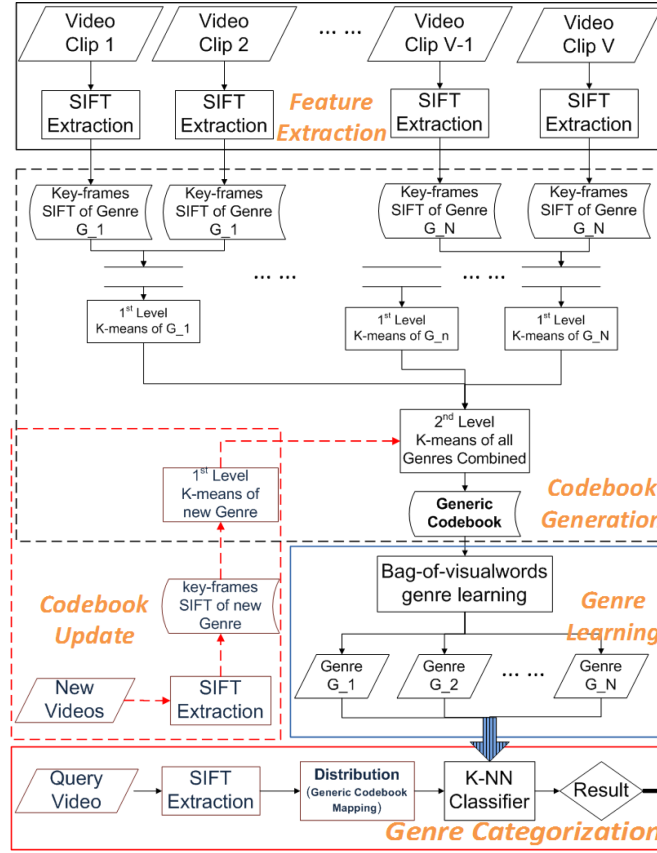 Video
Clip 1
Video
Clip 2
... ...
Video
Clip V-1
Video
Clip V
SIFT
Extraction
SIFT
Extraction
Feature
Extraction
SIFT
Extraction
SIFT
Extraction
Key-frames
SIFT of Genre
G_1
Key-frames
SIFT of Genre
G_1
Key-frames
SIFT of Genre
G_N
Key-frames
SIFT of Genre
G_N
... ...
... ...
1st Level
K-means of G_1
1st Level
K-means of G_n
1st Level
K-means of G_N
2nd Level
K-means of all
Genres Combined
1st Level
K-means of
new Genre
Generic
Codebook
Codebook
Generation
Codebook
Update
key-frames
SIFT of new
Genre
New
Videos
SIFT
Extraction
Bag-of-visualwords
genre learning
Genre
Learning
Genre
G_1
Genre
G_2
... ...
Genre
G_N
Query
Video
SIFT
Extraction
Distribution
(Generic Codebook
Mapping)
K-NN
Classifier
Result
Genre Categorization